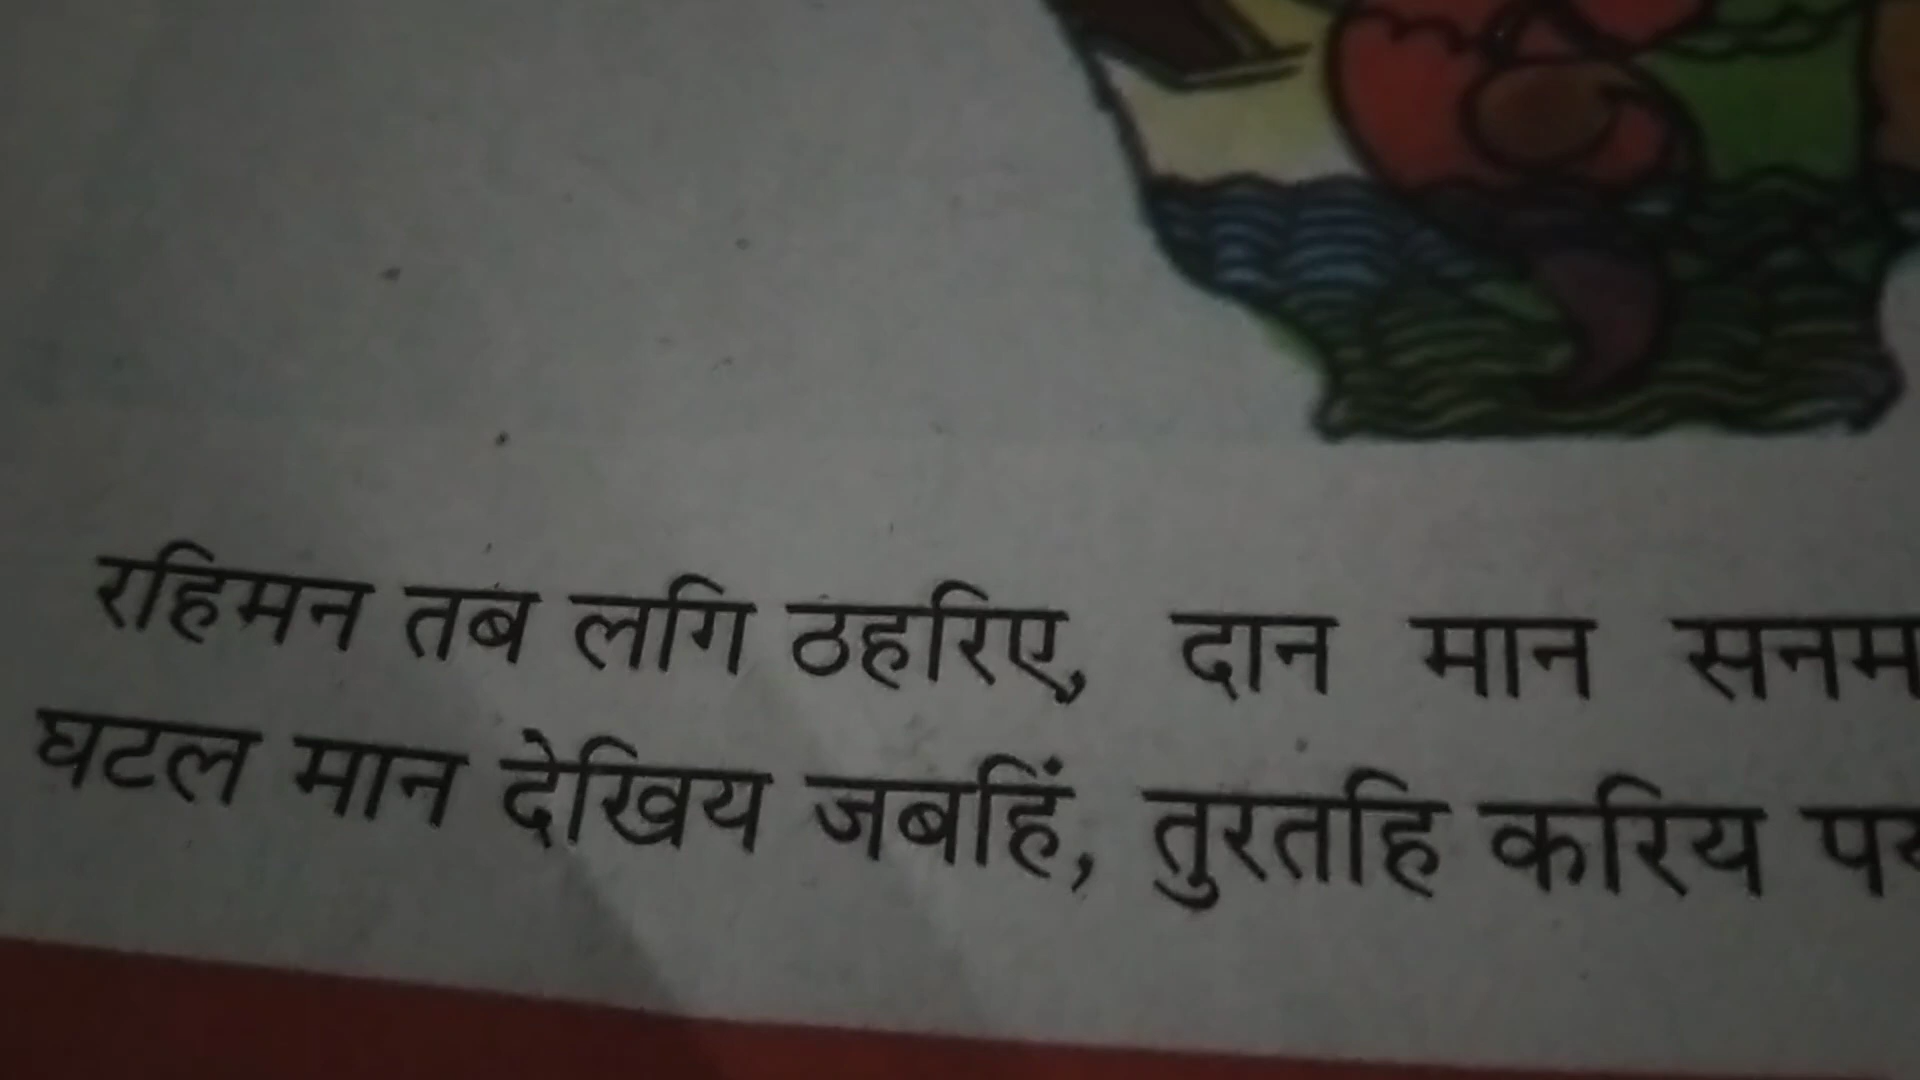 रहिमन तब लगि ठहरिए, दान मान सनम
घटल मान देखिय जबहिं, तुरतहि करिय